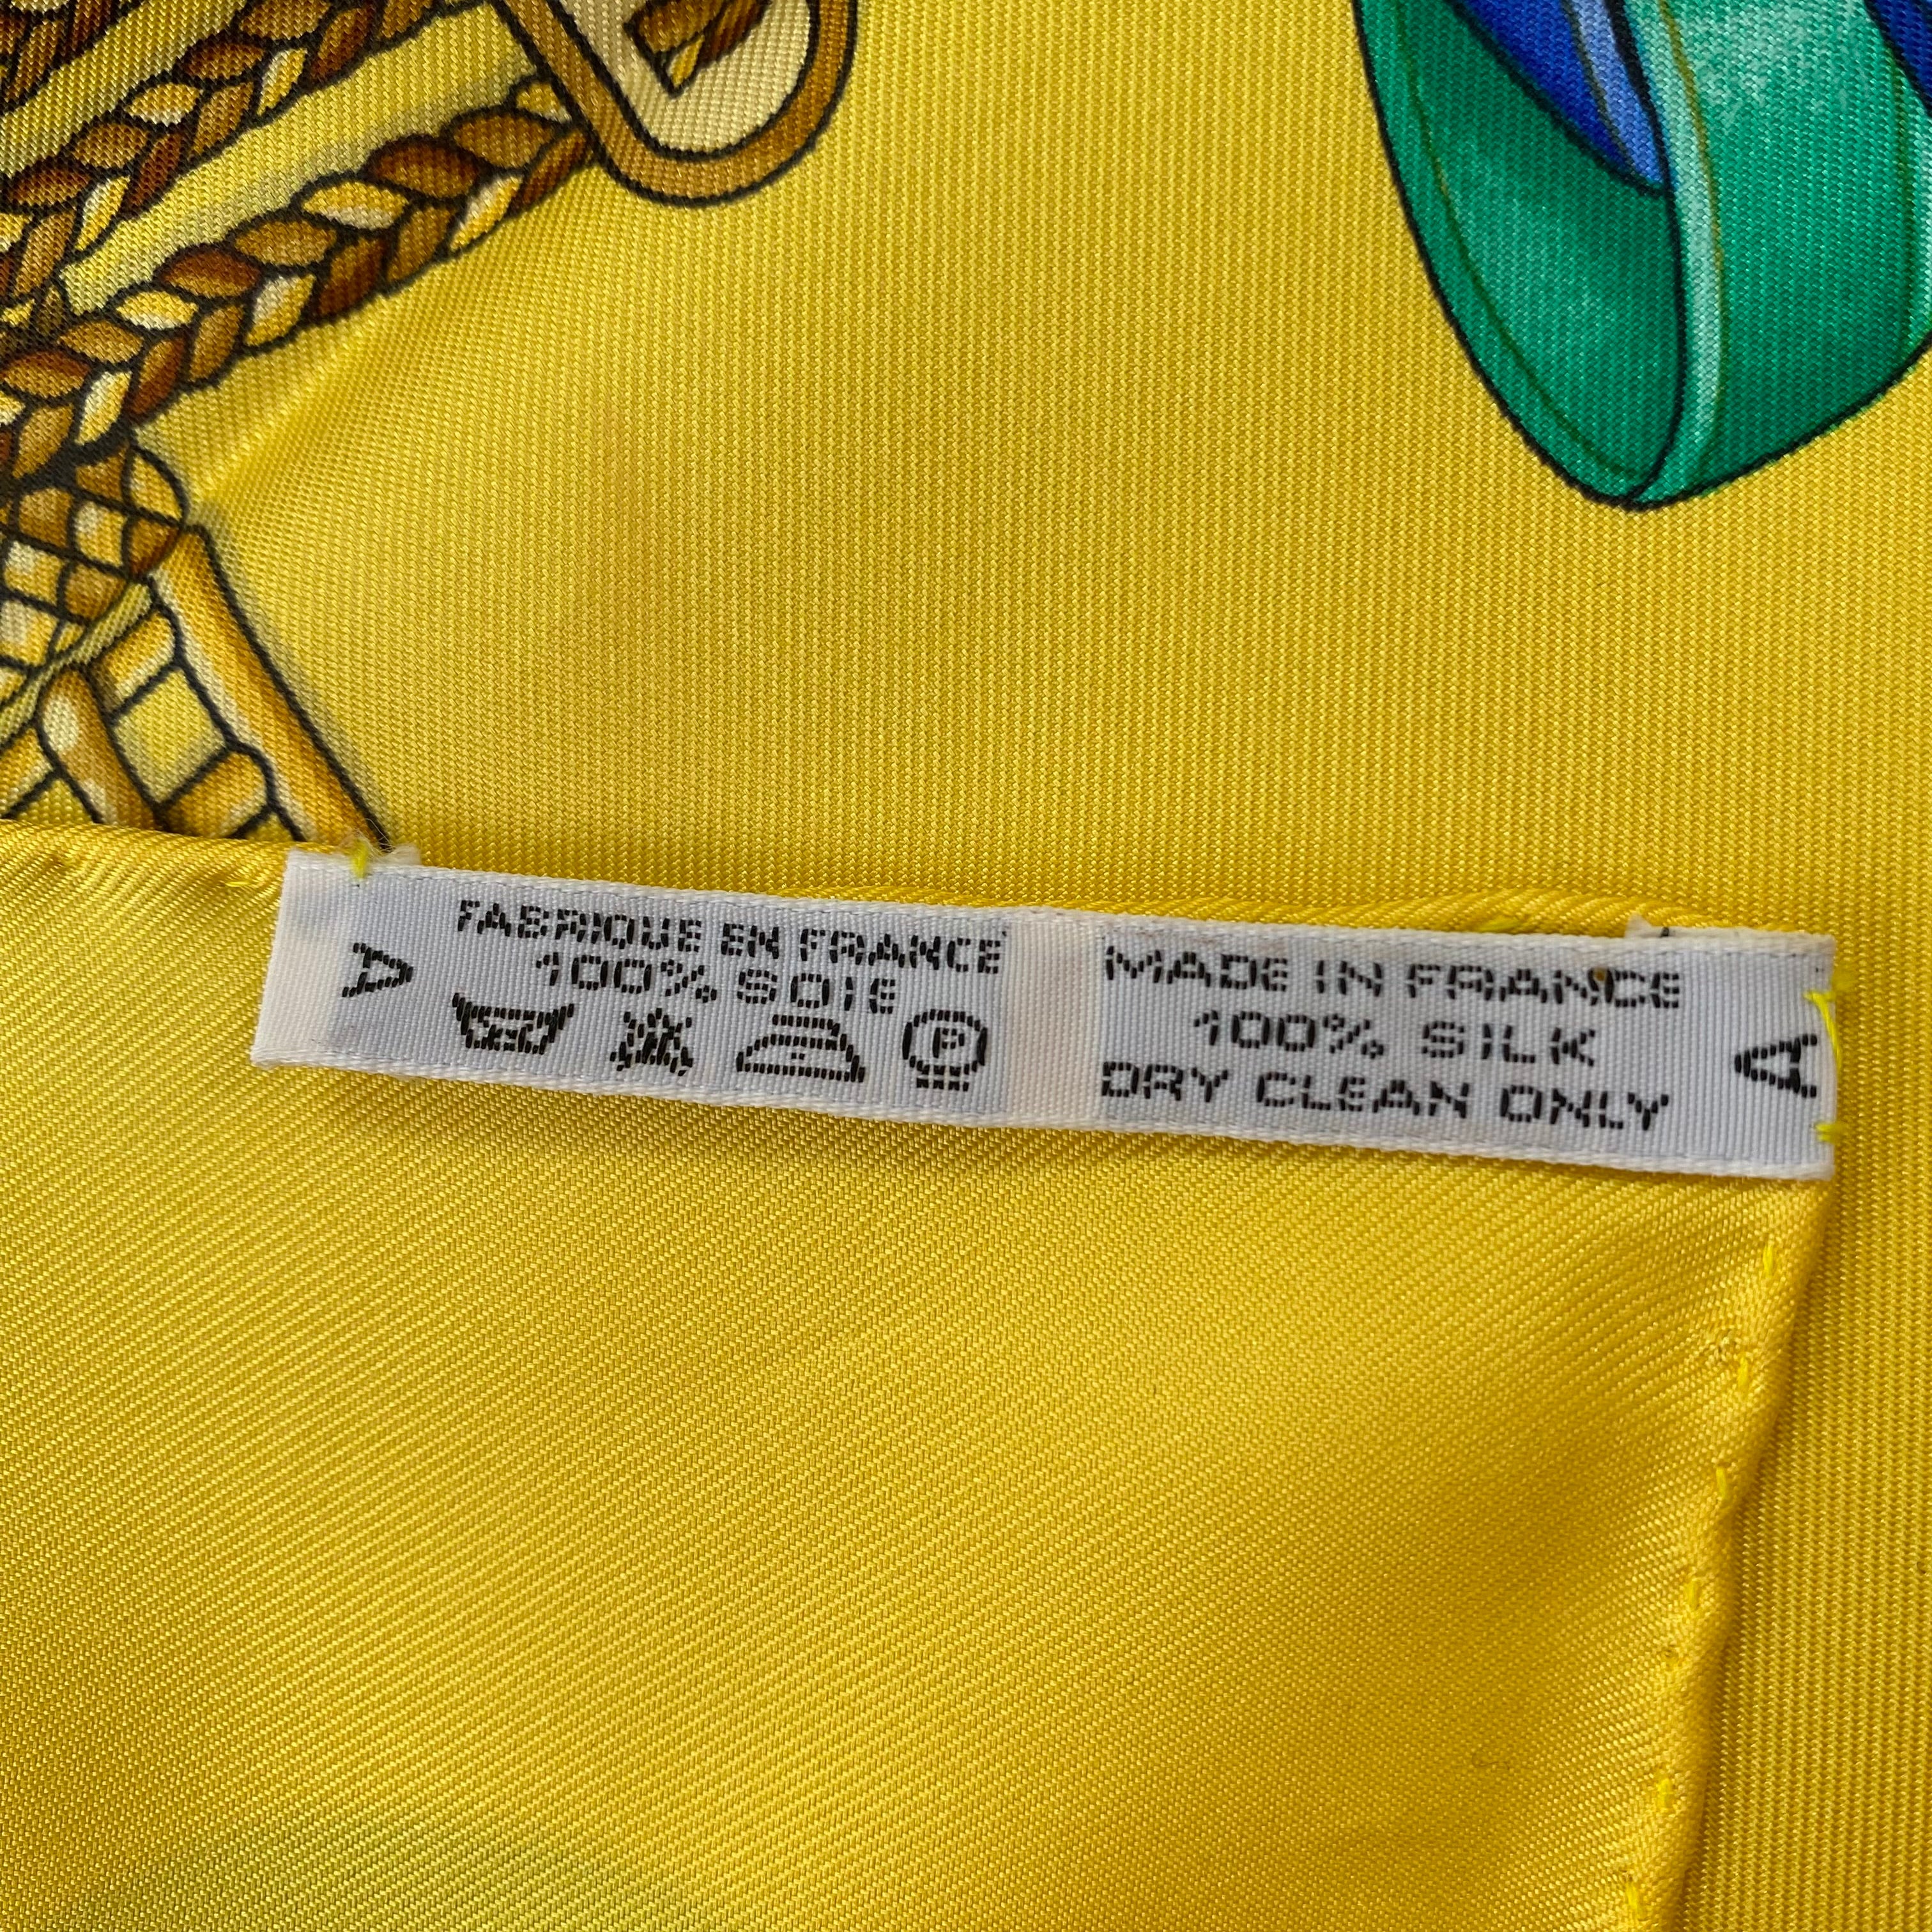 A
FABRIQUE EN FRANCE
100% SOIE
P
MADE IN FRANCE
100% SILK
DRY CLEAN ONLY
A